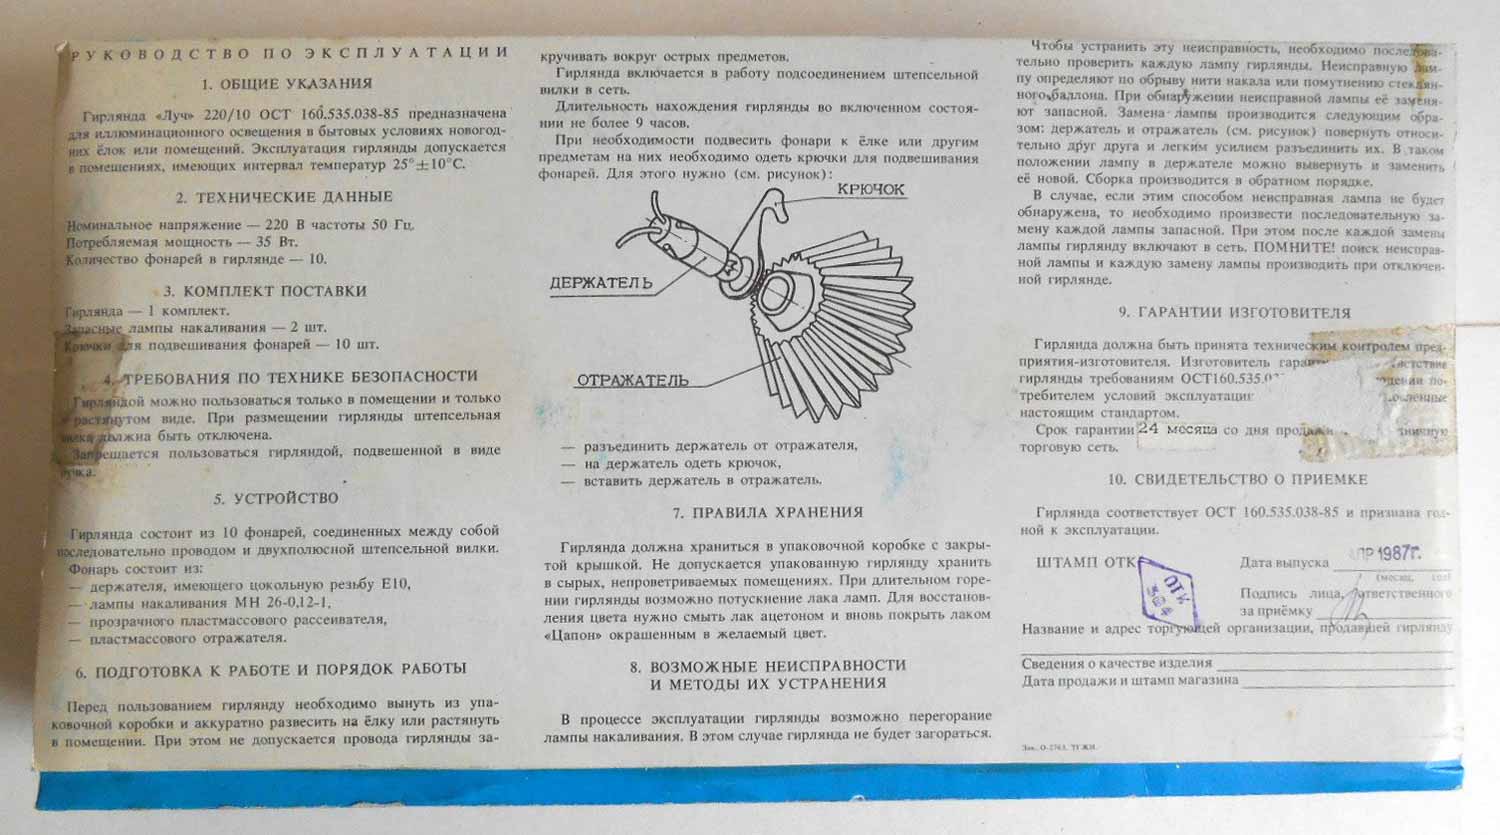 РУКОВОДСТВО ПО ЭКСПЛУАТАЦИИ
1. ОБЩИЕ УКАЗАНИЯ
Гирлянда «Луч» 220/10 ОСТ 160.535.038-85 предназначена
для иллюминационного освещения в бытовых условиях новогод-
них ёлок или помещений. Эксплуатация гирлянды допускается
в помещениях, имеющих интервал температур 25°±10°С.
2. ТЕХНИЧЕСКИЕ ДАННЫЕ
Номинальное напряжение — 220 В частоты 50 Гц.
Потребляемая мощность — 35 Вт.
Количество фонарей в гирлянде — 10.
3. КОМПЛЕКТ ПОСТАВКИ
Гирлянда — 1 комплект.
Запасные лампы накаливания — 2 шт.
Крючки для подвешивания фонарей — 10 шт.
4. ТРЕБОВАНИЯ ПО ТЕХНИКЕ БЕЗОПАСНОСТИ
Гирляндой можно пользоваться только в помещении и только
в растянутом виде. При размещении гирлянды штепсельная
вилка должна быть отключена.
Запрещается пользоваться гирляндой, подвешенной в виде
пучка.
5. УСТРОЙСТВО
Гирлянда состоит из 10 фонарей, соединенных между собой
последовательно проводом и двухполюсной штепсельной вилки.
Фонарь состоит из:
— держателя, имеющего цокольную резьбу Е10,
— лампы накаливания МН 26-0,12-1,
— прозрачного пластмассового рассеивателя,
— пластмассового отражателя.
6. ПОДГОТОВКА К РАБОТЕ И ПОРЯДОК РАБОТЫ
Перед пользованием гирлянду необходимо вынуть из упа-
ковочной коробки и аккуратно развесить на ёлку или растянуть
в помещении. При этом не допускается провода гирлянды за-
кручивать вокруг острых предметов.
Гирлянда включается в работу подсоединением штепсельной
вилки в сеть.
Длительность нахождения гирлянды во включенном состоя-
нии не более 9 часов.
При необходимости подвесить фонари к ёлке или другим
предметам на них необходимо одеть крючки для подвешивания
фонарей. Для этого нужно (см. рисунок):
КРЮЧОК
ДЕРЖАТЕЛЬ
ОТРАЖАТЕЛЬ
— разъединить держатель от отражателя,
— на держатель одеть крючок,
— вставить держатель в отражатель.
7. ПРАВИЛА ХРАНЕНИЯ
Гирлянда должна храниться в упаковочной коробке с закры-
той крышкой. Не допускается упакованную гирлянду хранить
в сырых, непроветриваемых помещениях. При длительном горе-
нии гирлянды возможно потускнение лака ламп. Для восстанов-
ления цвета нужно смыть лак ацетоном и вновь покрыть лаком
«Цапон» окрашенным в желаемый цвет.
8. ВОЗМОЖНЫЕ НЕИСПРАВНОСТИ
И МЕТОДЫ ИХ УСТРАНЕНИЯ
В процессе эксплуатации гирлянды возможно перегорание
лампы накаливания. В этом случае гирлянда не будет загораться.
Чтобы устранить эту неисправность, необходимо последова-
тельно проверить каждую лампу гирлянды. Неисправную лам-
пу определяют по обрыву нити накала или помутнению стеклян-
ного баллона. При обнаружении неисправной лампы её заменя-
ют запасной. Замена лампы производится следующим обра-
зом: держатель и отражатель (см. рисунок) повернуть относи-
тельно друг друга и легким усилием разъединить их. В таком
положении лампу в держателе можно вывернуть и заменить
её новой. Сборка производится в обратном порядке.
В случае, если этим способом неисправная лампа не будет
обнаружена, то необходимо произвести последовательную за-
мену каждой лампы запасной. При этом после каждой замены
лампы гирлянду включают в сеть. ПОМНИТЕ! поиск неисправ-
ной лампы и каждую замену лампы производить при отключен-
ной гирлянде.
9. ГАРАНТИИ ИЗГОТОВИТЕЛЯ
Гирлянда должна быть принята техническим контролем пред-
приятия-изготовителя. Изготовитель
гирлянды требованиям ОСТ160.535.0 по-
требителем условий эксплуатации
настоящим стандартом.
Срок гарантии 24 месяца со дня продажи
торговую сеть.
10. СВИДЕТЕЛЬСТВО О ПРИЕМКЕ
Гирлянда соответствует ОСТ 160.535.038-85 и признана год-
ной к эксплуатации.
ШТАМП ОТК
ОТК
Дата выпуска АПР 1987г.
(месяц, год)
Подпись лица, ответственного
за приёмку
Название и адрес торгующей организации, продавшей гирлянду
Сведения о качестве изделия
Дата продажи и штамп магазина